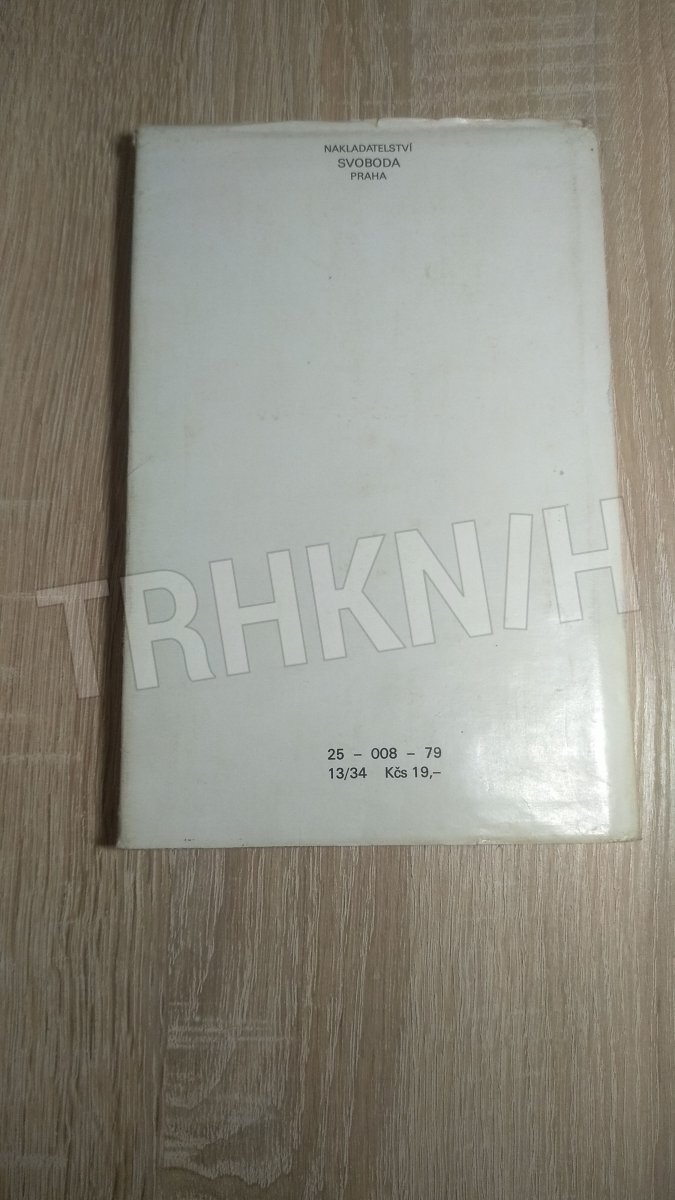 NAKLADATELSTVÍ
SVOBODA
PRAHA
TRHKNIH
25 – 008 – 79
13/34 Kčs 19,–